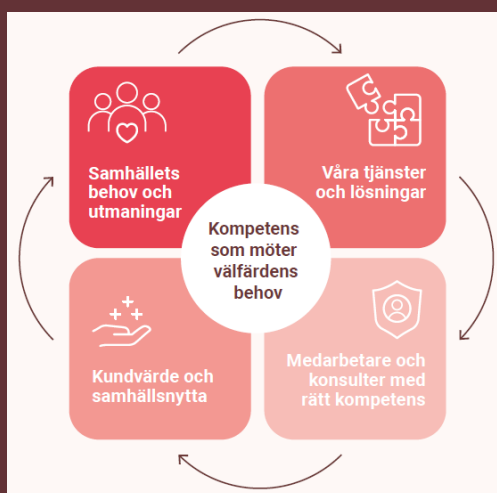 Samhällets
behov och
utmaningar
Våra tjänster
och lösningar
Kompetens
som möter
välfärdens
behov
Kundvärde och
samhällsnytta
Medarbetare och
konsulter med
rätt kompetens